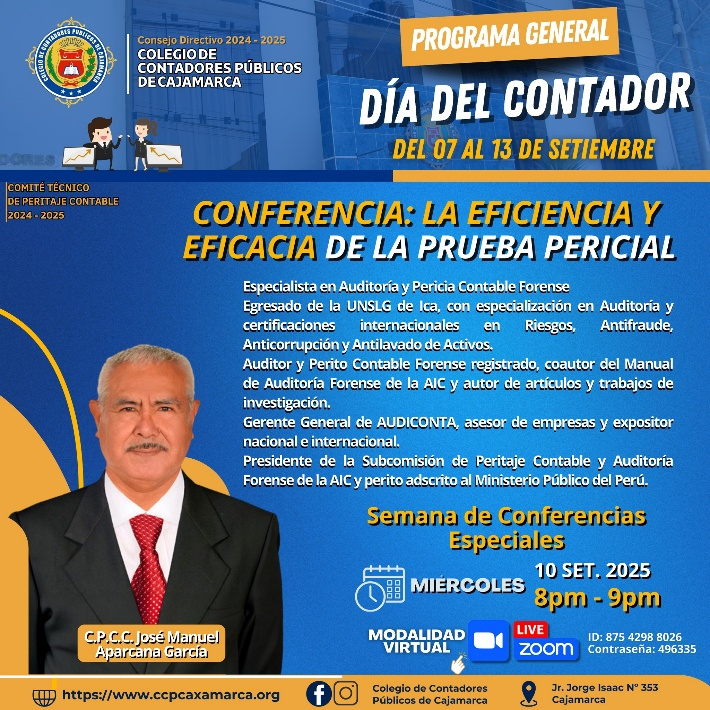 Consejo Directivo 2024 - 2025
COLEGIO DE
CONTADORES PÚBLICOS
DE CAJAMARCA
PROGRAMA GENERAL
DÍA DEL CONTADOR
DEL 07 AL 13 DE SETIEMBRE
COMITÉ TÉCNICO
DE PERITAJE CONTABLE
2024 - 2025
CONFERENCIA: LA EFICIENCIA Y
EFICACIA DE LA PRUEBA PERICIAL
Especialista en Auditoría y Pericia Contable Forense
Egresado de la UNSLG de Ica, con especialización en Auditoría y
certificaciones internacionales en Riesgos, Antifraude,
Anticorrupción y Antilavado de Activos.
Auditor y Perito Contable Forense registrado, coautor del Manual
de Auditoría Forense de la AIC y autor de artículos y trabajos de
investigación.
Gerente General de AUDICONTA, asesor de empresas y expositor
nacional e internacional.
Presidente de la Subcomisión de Peritaje Contable y Auditoría
Forense de la AIC y perito adscrito al Ministerio Público del Perú.
Semana de Conferencias
Especiales
MIÉRCOLES
10 SET. 2025
8pm - 9pm
MODALIDAD
VIRTUAL
LIVE
zoom
ID: 875 4298 8026
Contraseña: 496335
C.P.C.C. José Manuel
Aparcana García
https://www.ccpcaxamarca.org
Colegio de Contadores
Públicos de Cajamarca
Jr. Jorge Isaac N° 353
Cajamarca